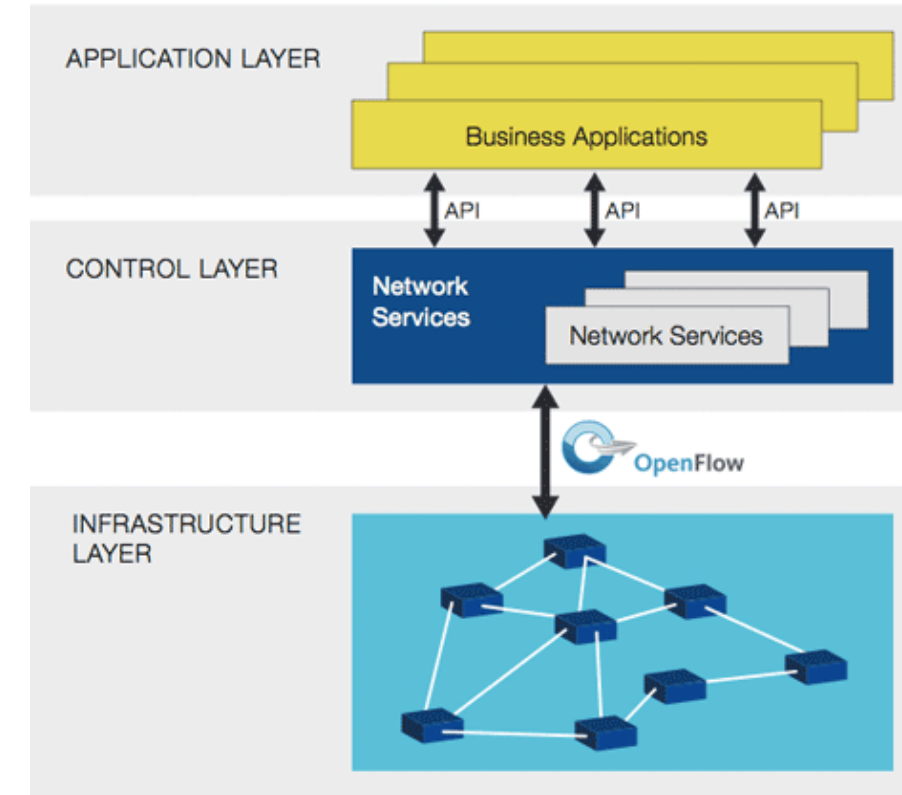 APPLICATION LAYER
Business Applications
API
API
API
CONTROL LAYER
Network
Services
Network Services
OpenFlow
INFRASTRUCTURE
LAYER